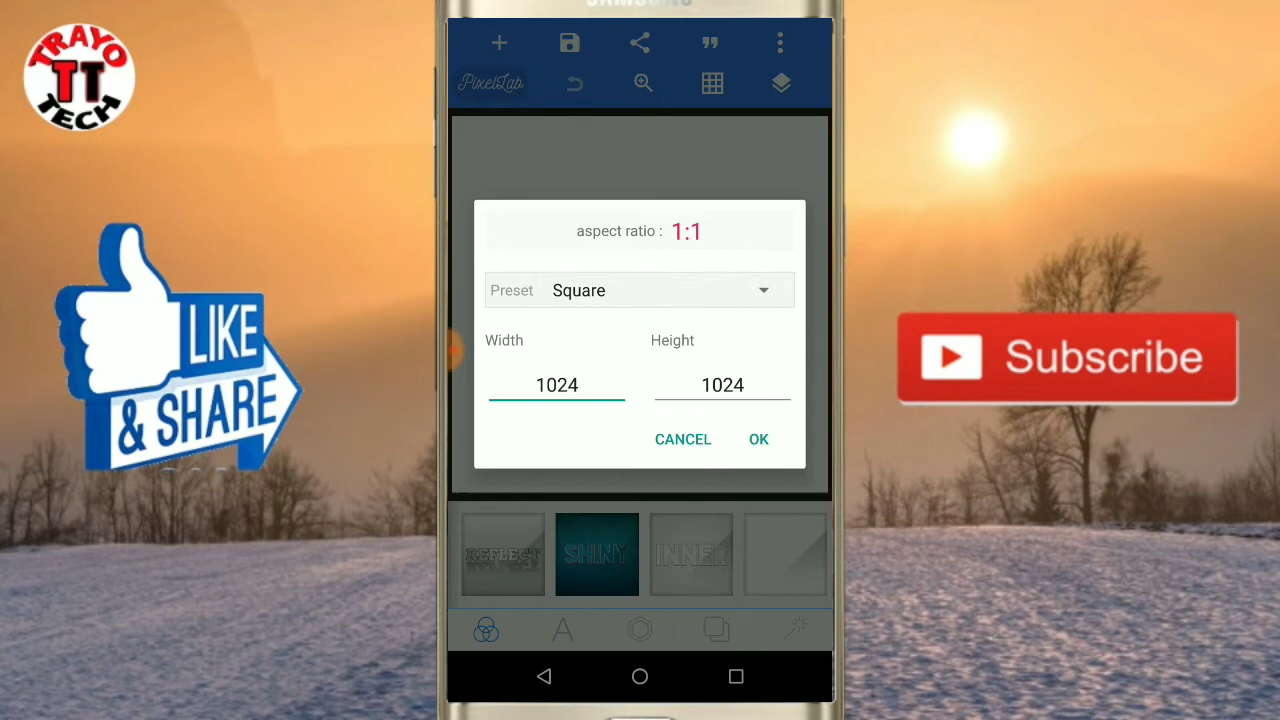 TRAYO
TT
TECH
LIKE
& SHARE
SAMSUNG
PixelLab
aspect ratio : 1:1
Preset Square
Width Height
1024 1024
CANCEL OK
REFLECT SHINY INNER
Subscribe